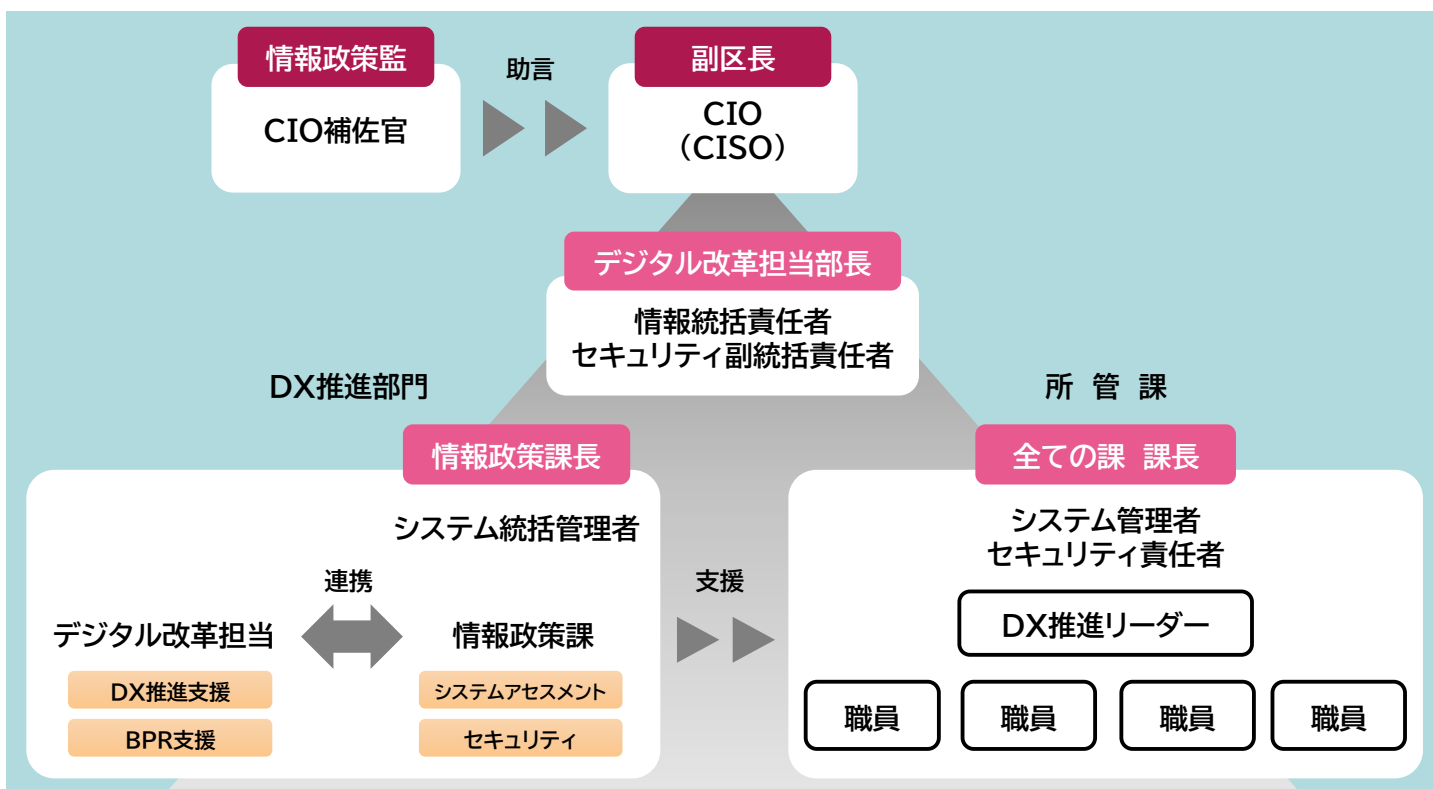 情報政策監
助言
副区長
CIO補佐官
CIO
（CISO）
デジタル改革担当部長
情報統括責任者
セキュリティ副統括責任者
DX推進部門
所 管 課
情報政策課長
システム統括管理者
連携
デジタル改革担当
情報政策課
DX推進支援
システムアセスメント
BPR支援
セキュリティ
支援
全ての課 課長
システム管理者
セキュリティ責任者
DX推進リーダー
職員
職員
職員
職員